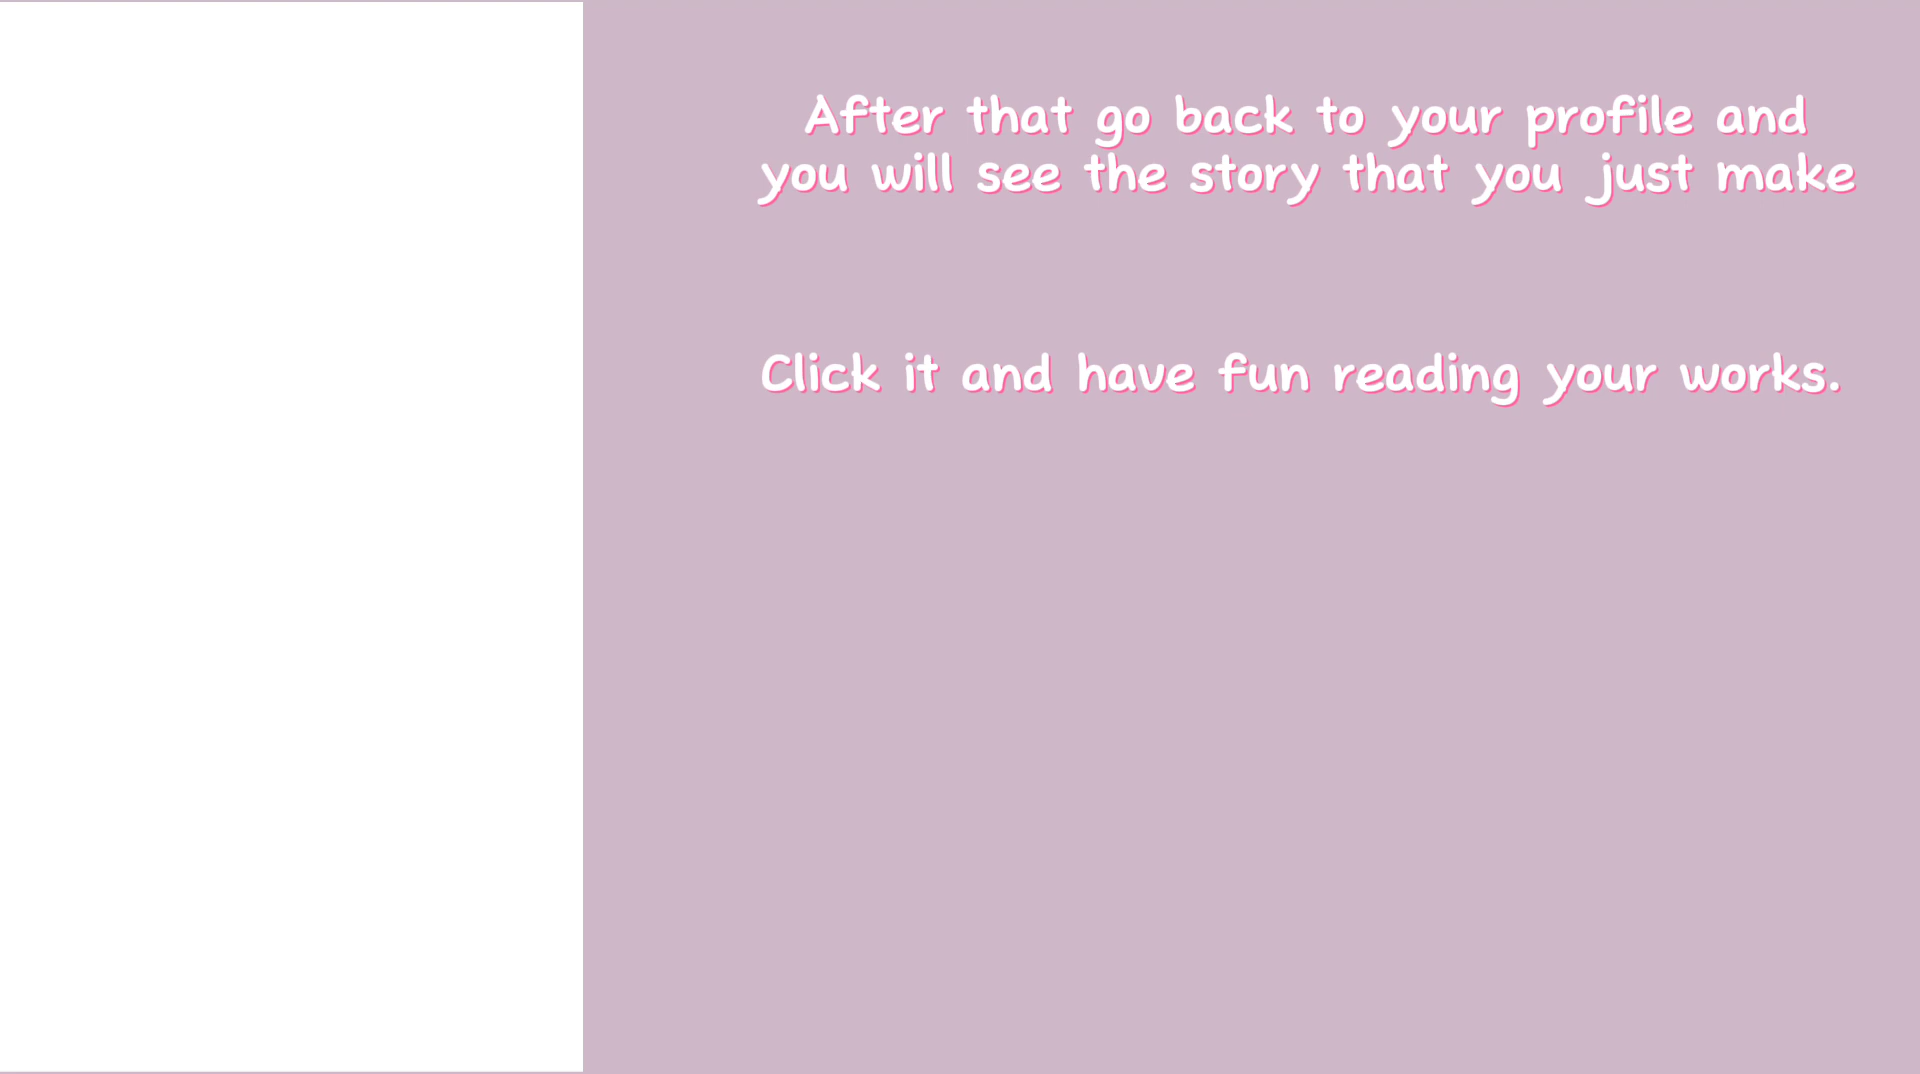 After that go back to your profile and
you will see the story that you just make
Click it and have fun reading your works.